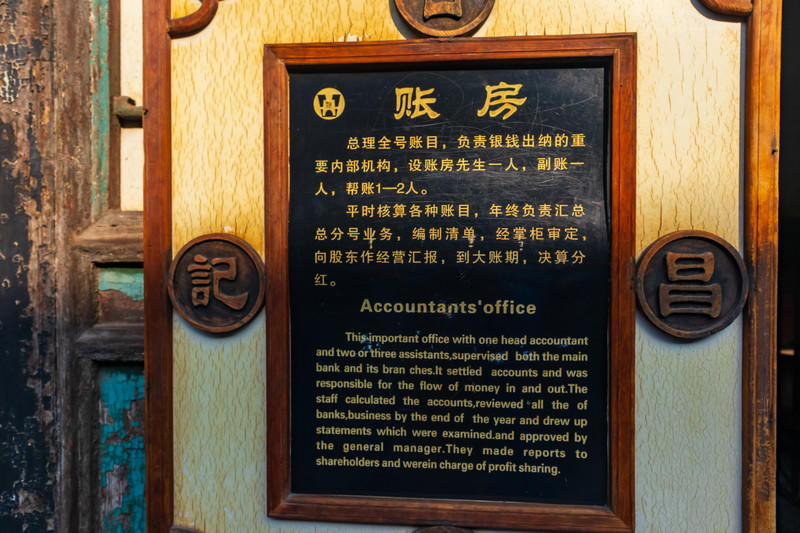 账房
总理全号账目，负责银钱出纳的重
要内部机构，设账房先生一人，副账一
人，帮账1—2人。
平时核算各种账目，年终负责汇总
总分号业务，编制清单，经掌柜审定，
向股东作经营汇报，到大账期，决算分
红。
記
昌
Accountants'office
This important office with one head accountant
and two or three assistants,supervised both the main
bank and its bran ches.It settled accounts and was
responsible for the flow of money in and out.The
staff calculated the accounts,reviewed all the of
banks,business by the end of the year and drew up
statements which were examined.and approved by
the general manager.They made reports to
shareholders and werein charge of profit sharing.